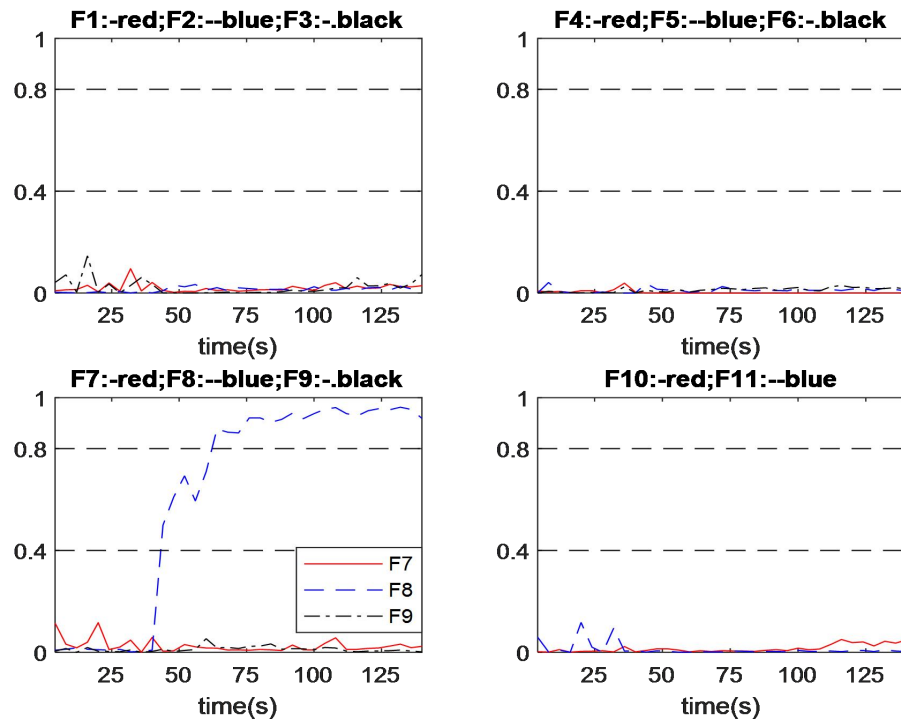 F1:-red;F2:--blue;F3:-.black
1
0.8
0.4
0
25 50 75 100 125
time(s)
F4:-red;F5:--blue;F6:-.black
1
0.8
0.4
0
25 50 75 100 125
time(s)
F7:-red;F8:--blue;F9:-.black
1
0.8
0.4
0
F7
F8
F9
25 50 75 100 125
time(s)
F10:-red;F11:--blue
1
0.8
0.4
0
25 50 75 100 125
time(s)